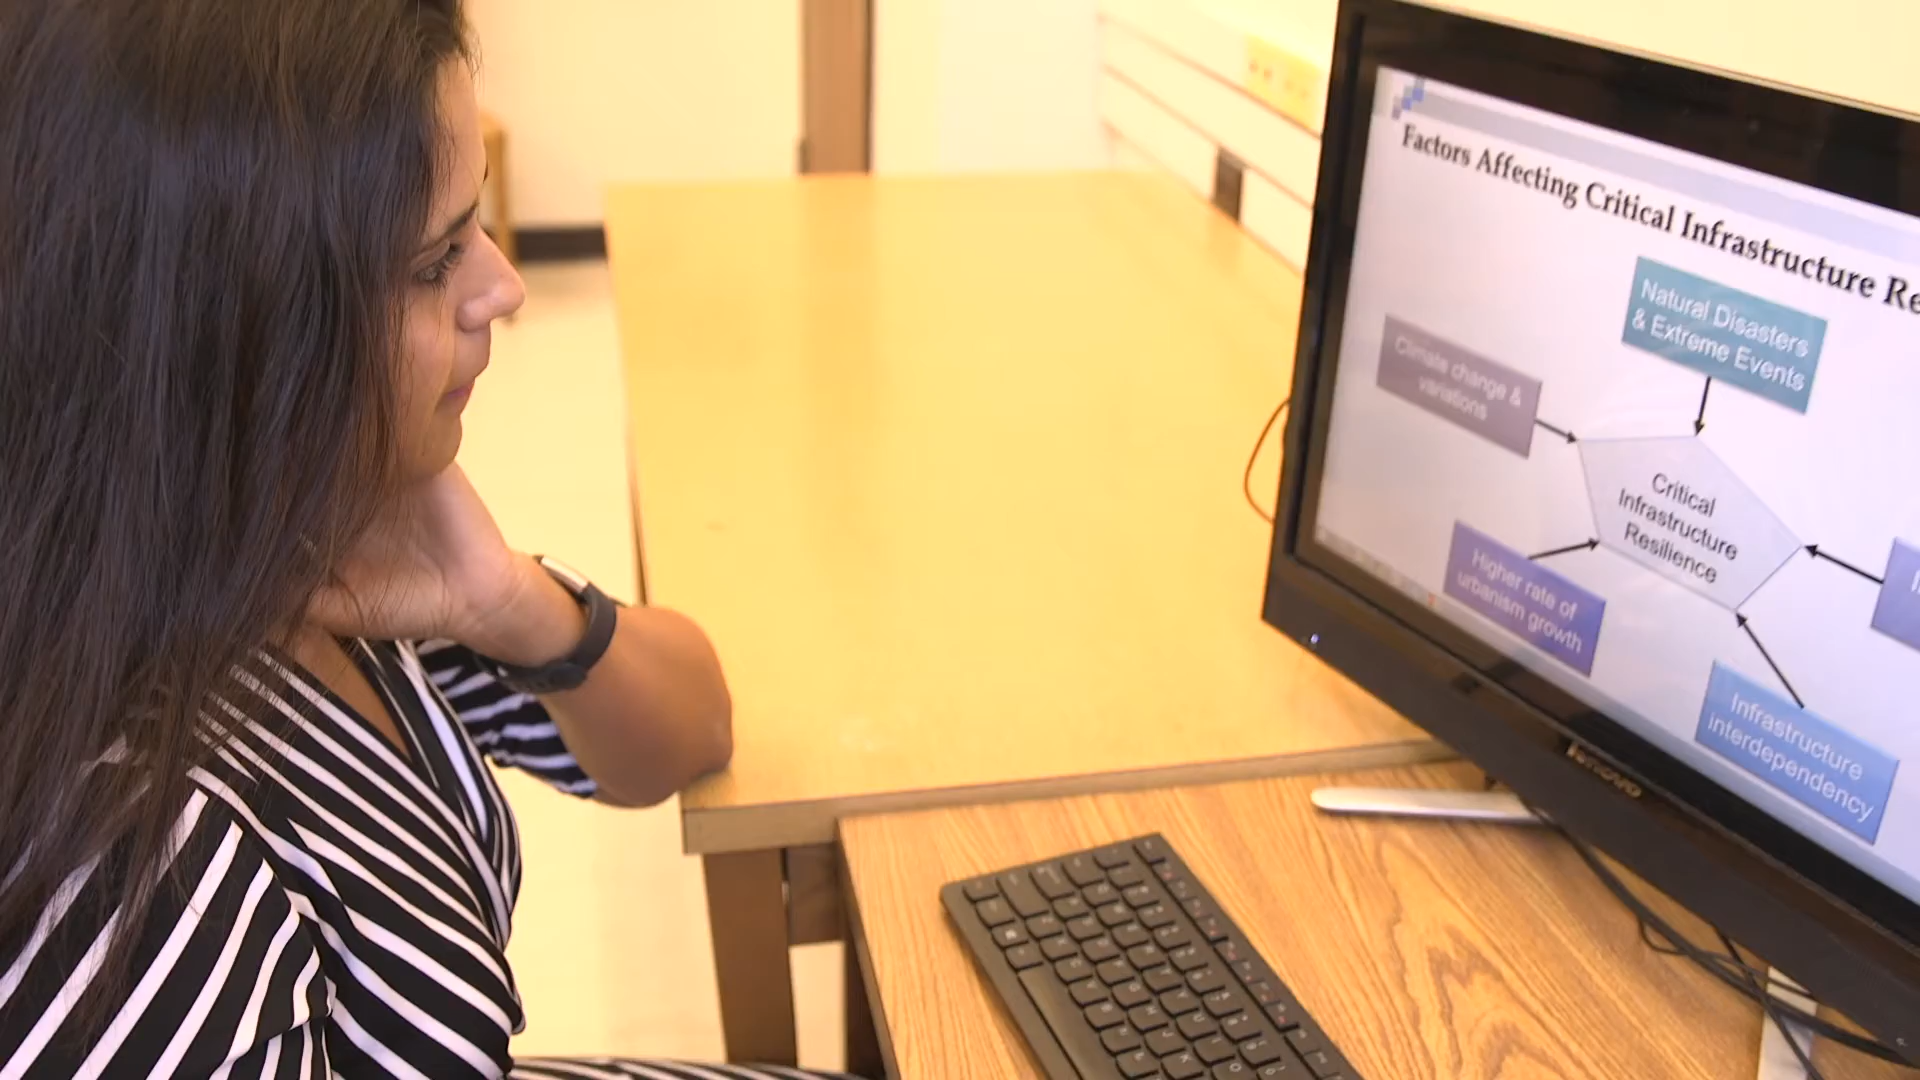 Factors Affecting Critical Infrastructure
Natural Disasters
& Extreme Events
Climate change &
variations
Critical
Infrastructure
Resilience
Higher rate of
urbanism growth
Infrastructure
interdependency
lenovo